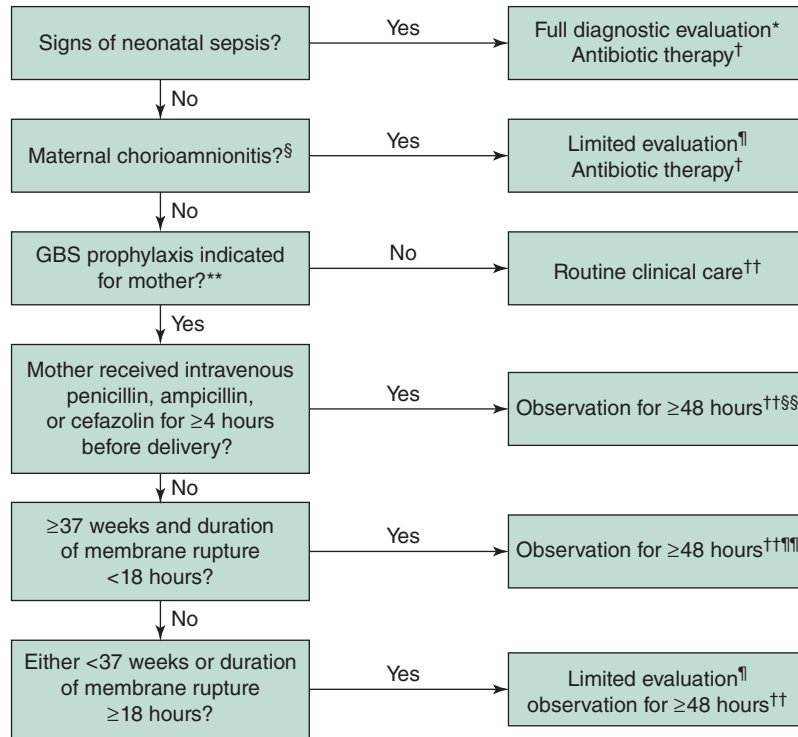 Signs of neonatal sepsis?
Yes
Full diagnostic evaluation*
Antibiotic therapy†
No
Maternal chorioamnionitis?§
Yes
Limited evaluation¶
Antibiotic therapy†
No
GBS prophylaxis indicated
for mother?**
No
Routine clinical care††
Yes
Mother received intravenous
penicillin, ampicillin,
or cefazolin for ≥4 hours
before delivery?
Yes
Observation for ≥48 hours††§§
No
≥37 weeks and duration
of membrane rupture
<18 hours?
Yes
Observation for ≥48 hours††¶¶
No
Either <37 weeks or duration
of membrane rupture
≥18 hours?
Yes
Limited evaluation¶
observation for ≥48 hours††